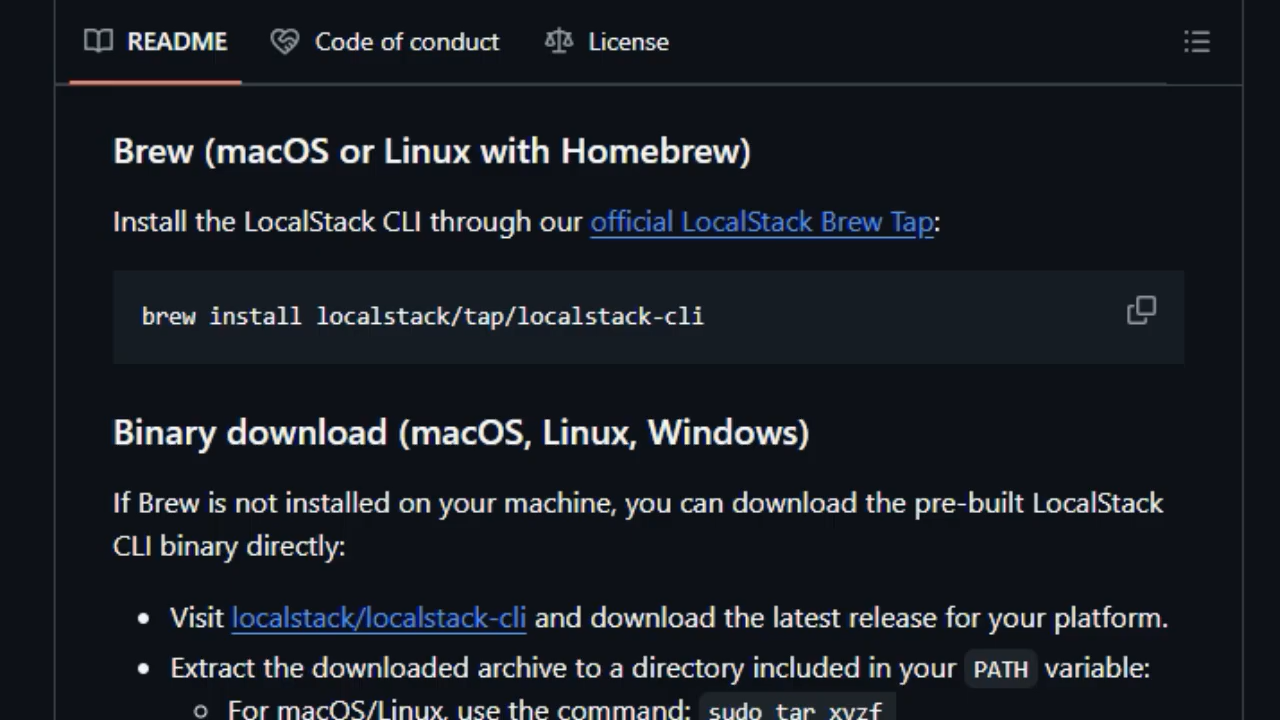 README Code of conduct License
Brew (macOS or Linux with Homebrew)
Install the LocalStack CLI through our official LocalStack Brew Tap:
brew install localstack/tap/localstack-cli
Binary download (macOS, Linux, Windows)
If Brew is not installed on your machine, you can download the pre-built LocalStack
CLI binary directly:
Visit localstack/localstack-cli and download the latest release for your platform.
Extract the downloaded archive to a directory included in your PATH variable:
For macOS/Linux, use the command: sudo tar xvzf